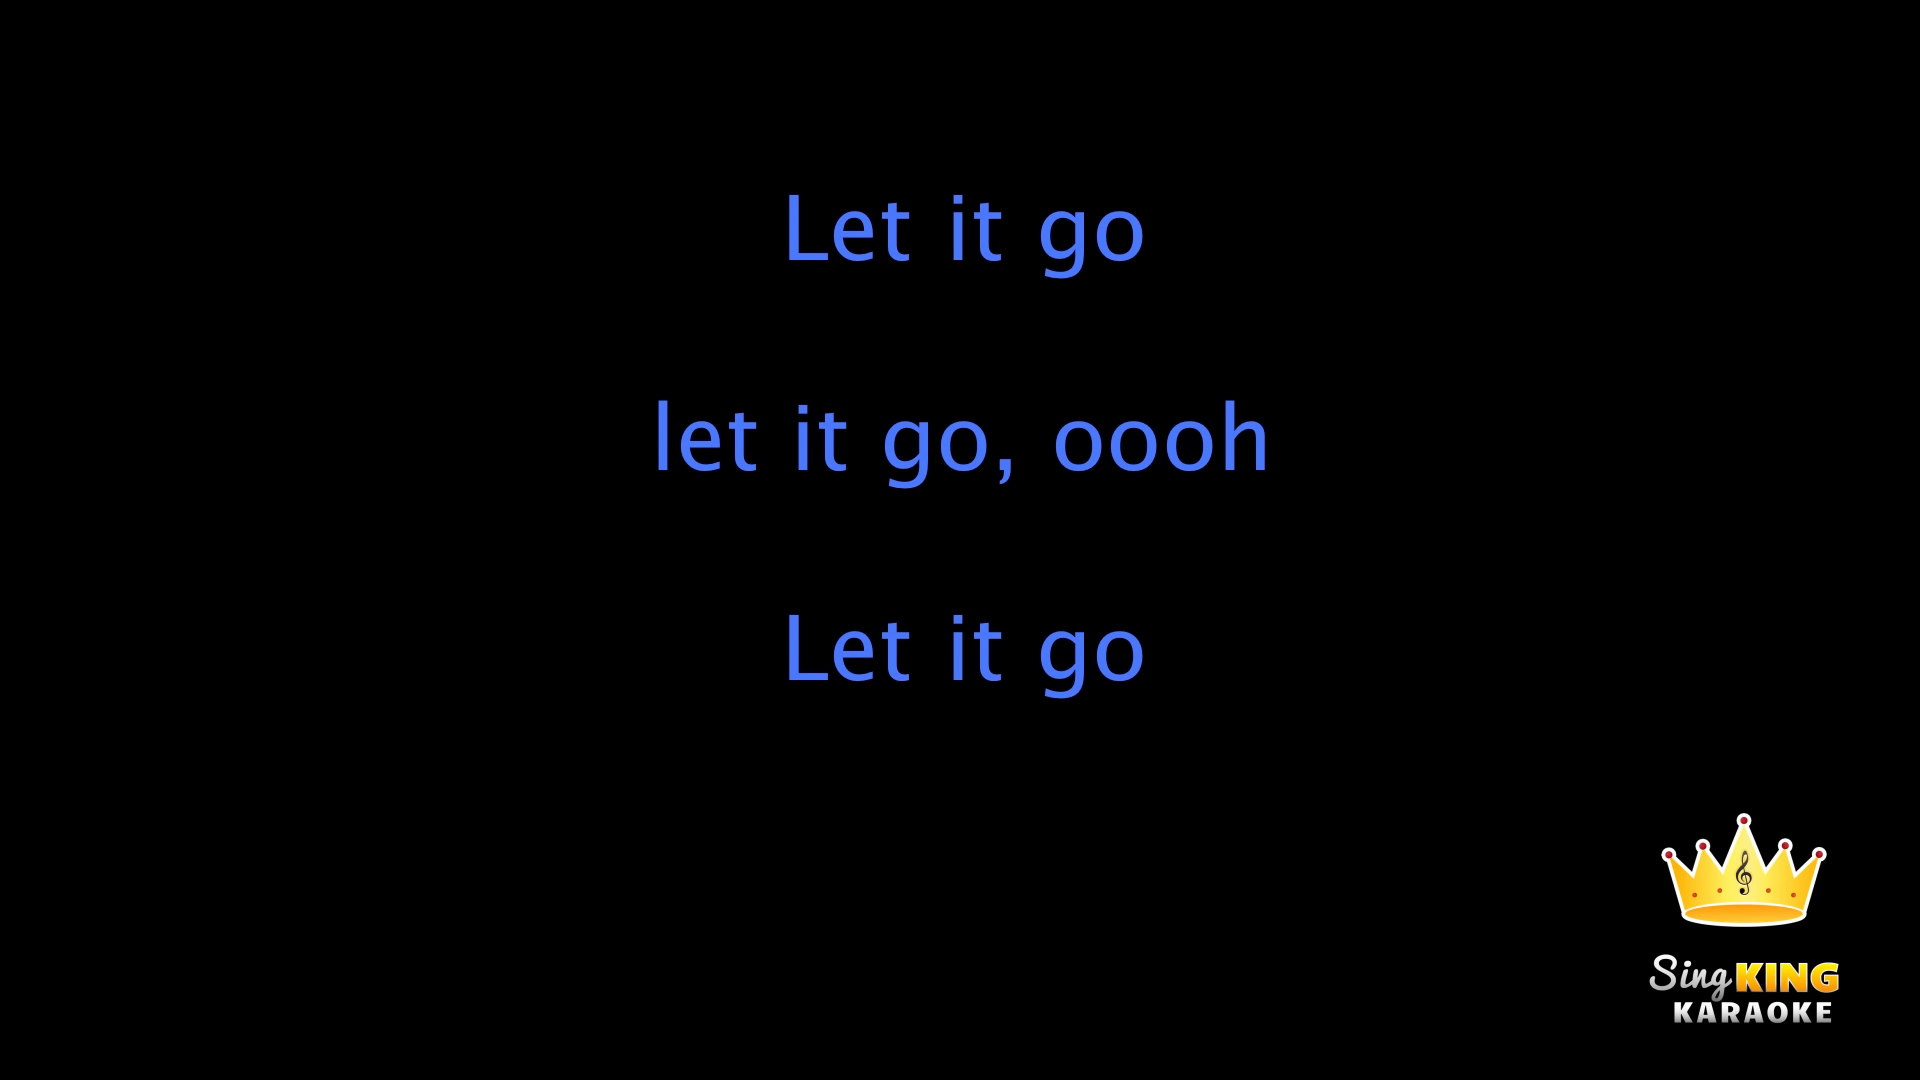 Let it go
let it go, oooh
Let it go
Sing KING
KARAOKE